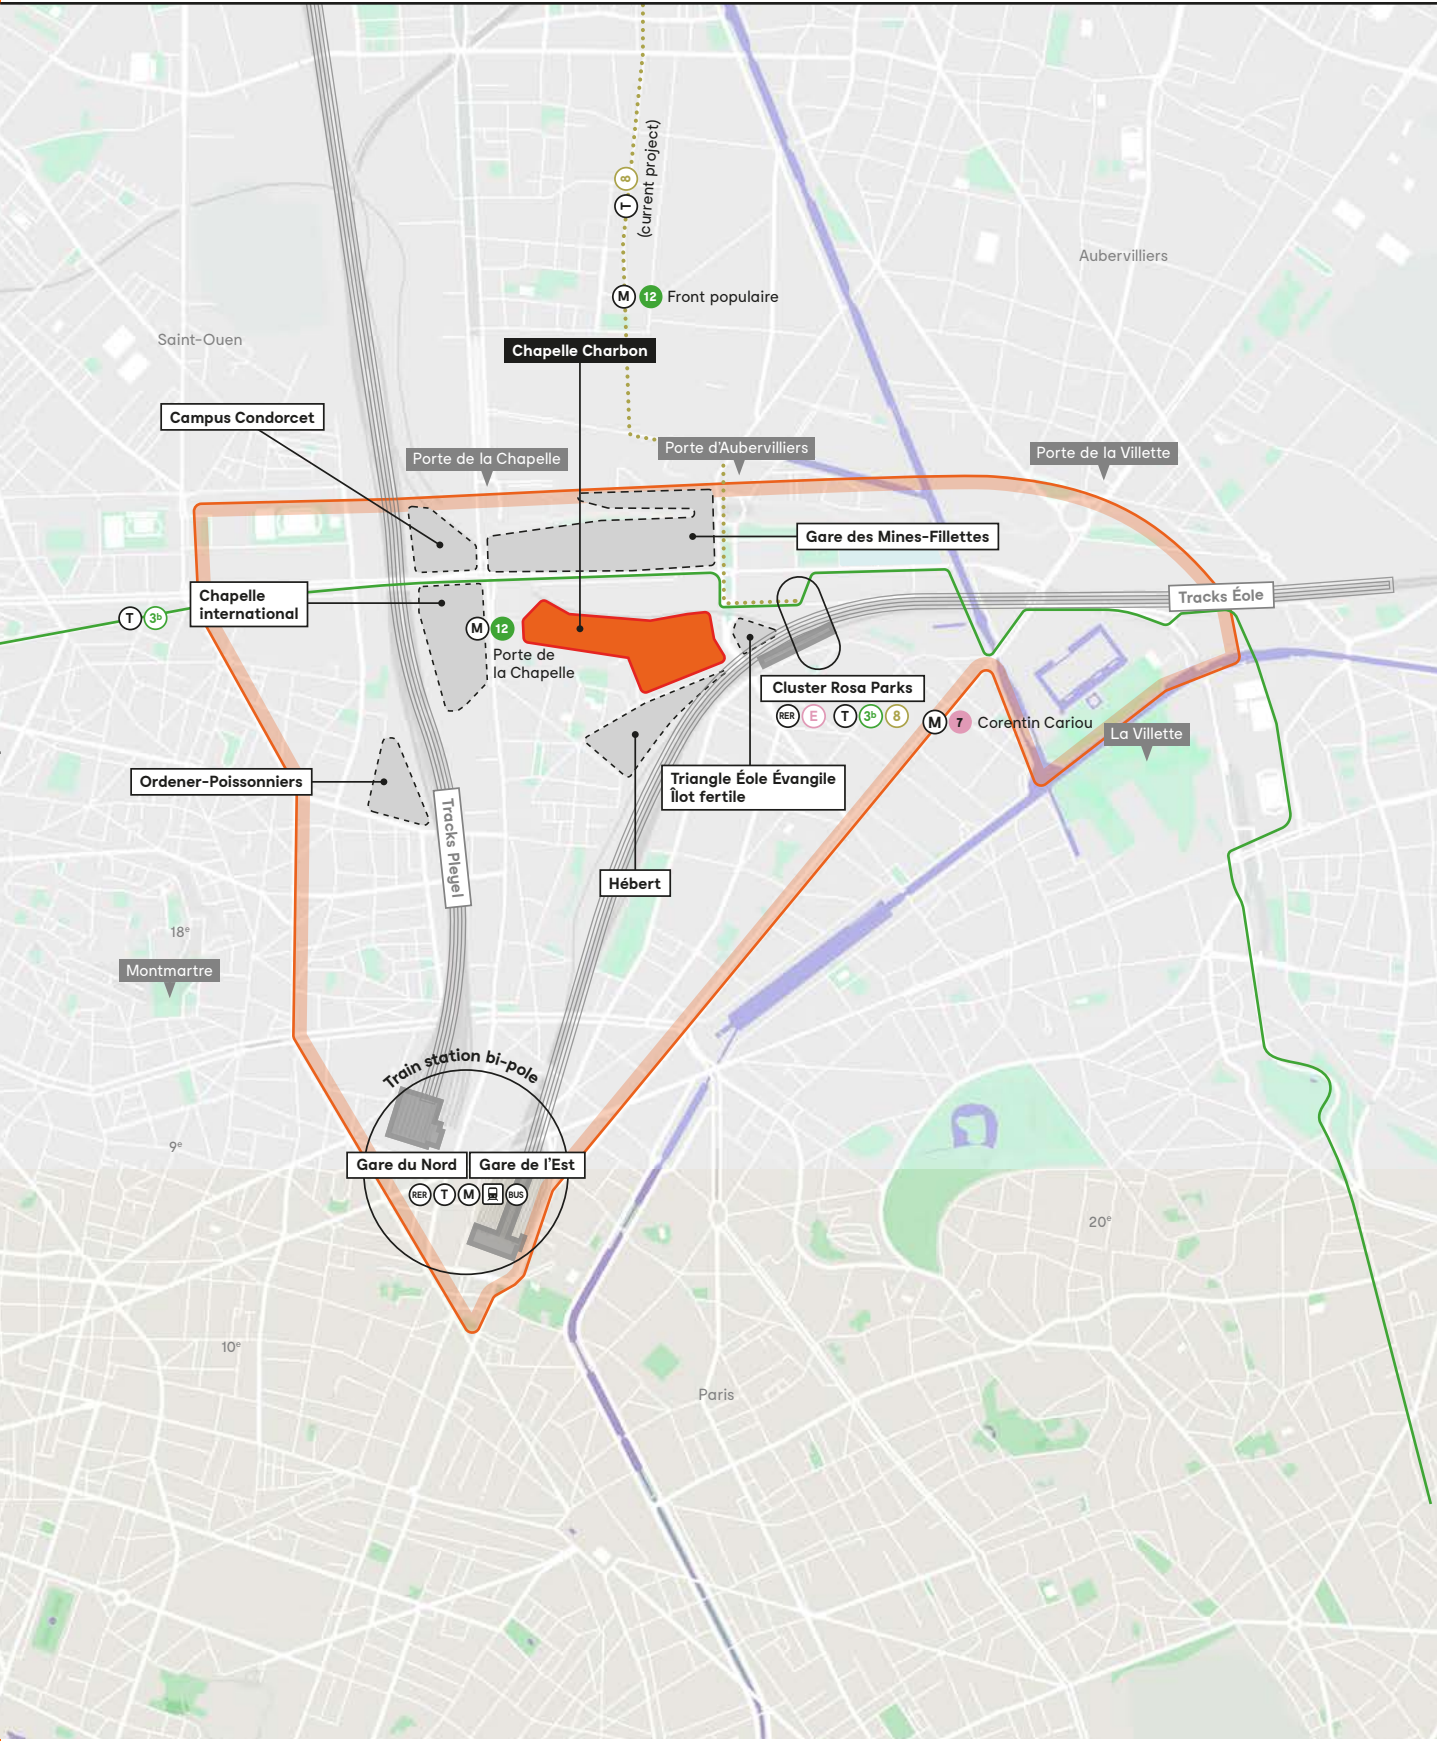 T 8
(current project)
Aubervilliers
M 12 Front populaire
Saint-Ouen
Chapelle Charbon
Campus Condorcet
Porte de la Chapelle
Porte d'Aubervilliers
Porte de la Villette
Gare des Mines-Fillettes
Chapelle
international
T 3b
Tracks Éole
M 12
Porte de
la Chapelle
Cluster Rosa Parks
RER E T 3b 8
M 7 Corentin Cariou
La Villette
Triangle Éole Évangile
Îlot fertile
Ordener-Poissonniers
Tracks Pleyel
Hébert
18e
Montmartre
Train station bi-pole
9e
Gare du Nord
Gare de l'Est
RER T M BUS
20e
10e
Paris